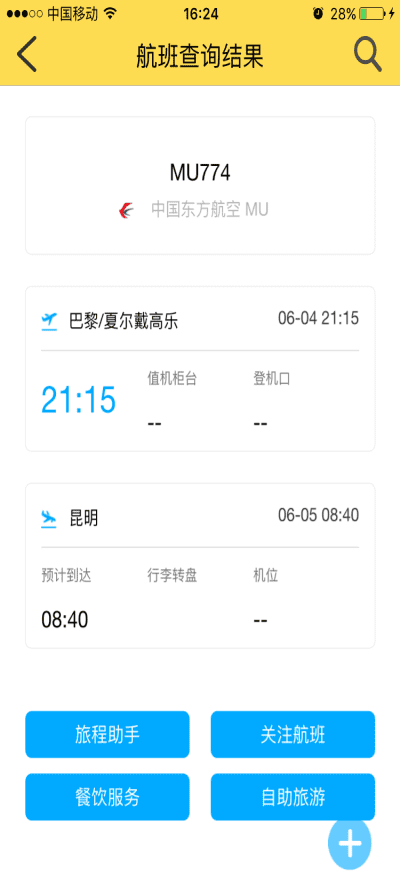 中国移动 16:24 28%
航班查询结果
MU774
中国东方航空 MU
巴黎/夏尔戴高乐 06-04 21:15
值机柜台 登机口
21:15 -- --
昆明 06-05 08:40
预计到达 行李转盘 机位
08:40 --
旅程助手 关注航班
餐饮服务 自助旅游